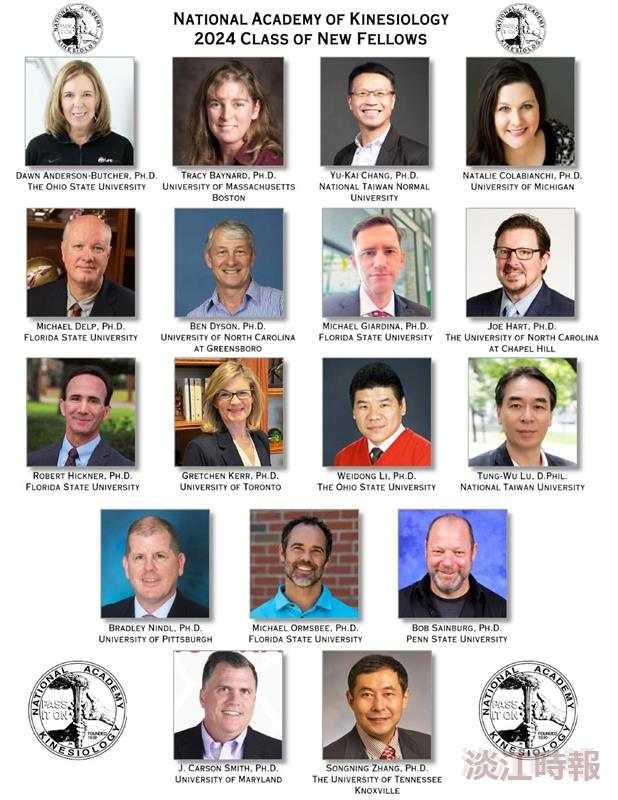 NATIONAL ACADEMY OF KINESIOLOGY
2024 CLASS OF NEW FELLOWS
NATIONAL ACADEMY
PASS IT ON
KINESIOLOGY
NATIONAL ACADEMY
PASS IT ON
KINESIOLOGY
DAWN ANDERSON-BUTCHER, PH.D.
THE OHIO STATE UNIVERSITY
TRACY BAYNARD, PH.D.
UNIVERSITY OF MASSACHUSETTS
BOSTON
YU-KAI CHANG, PH.D.
NATIONAL TAIWAN NORMAL
UNIVERSITY
NATALIE COLABIANCHI, PH.D.
UNIVERSITY OF MICHIGAN
MICHAEL DELP, PH.D.
FLORIDA STATE UNIVERSITY
BEN DYSON, PH.D.
UNIVERSITY OF NORTH CAROLINA
AT GREENSBORO
MICHAEL GIARDINA, PH.D.
FLORIDA STATE UNIVERSITY
JOE HART, PH.D.
THE UNIVERSITY OF NORTH CAROLINA
AT CHAPEL HILL
ROBERT HICKNER, PH.D.
FLORIDA STATE UNIVERSITY
GRETCHEN KERR, PH.D.
UNIVERSITY OF TORONTO
WEIDONG LI, PH.D.
THE OHIO STATE UNIVERSITY
TUNG-WU LU, D.PHIL.
NATIONAL TAIWAN UNIVERSITY
BRADLEY NINDL, PH.D.
UNIVERSITY OF PITTSBURGH
MICHAEL ORMSBEE, PH.D.
FLORIDA STATE UNIVERSITY
BOB SAINBURG, PH.D.
PENN STATE UNIVERSITY
J. CARSON SMITH, PH.D.
UNIVERSITY OF MARYLAND
SONGNING ZHANG, PH.D.
THE UNIVERSITY OF TENNESSEE
KNOXVILLE
NATIONAL ACADEMY
PASS
IT ON
FOUNDED
1930
KINESIOLOGY
NATIONAL ACADEMY
PASS
IT ON
FOUNDED
1930
KINESIOLOGY
淡江時報